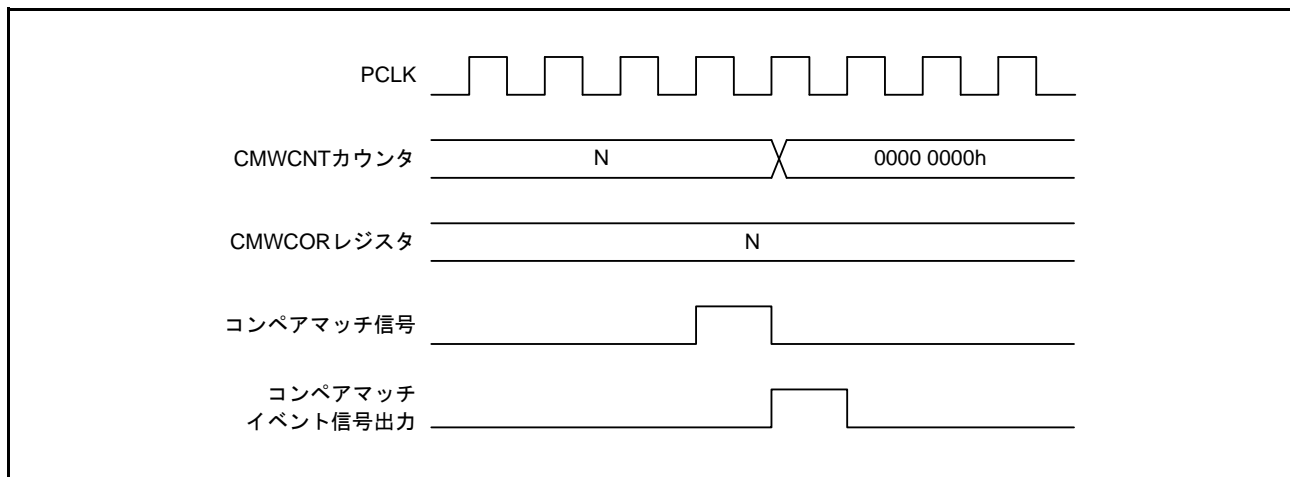 PCLK
CMWCNTカウンタ
N
0000 0000h
CMWCORレジスタ
N
コンペアマッチ信号
コンペアマッチ
イベント信号出力